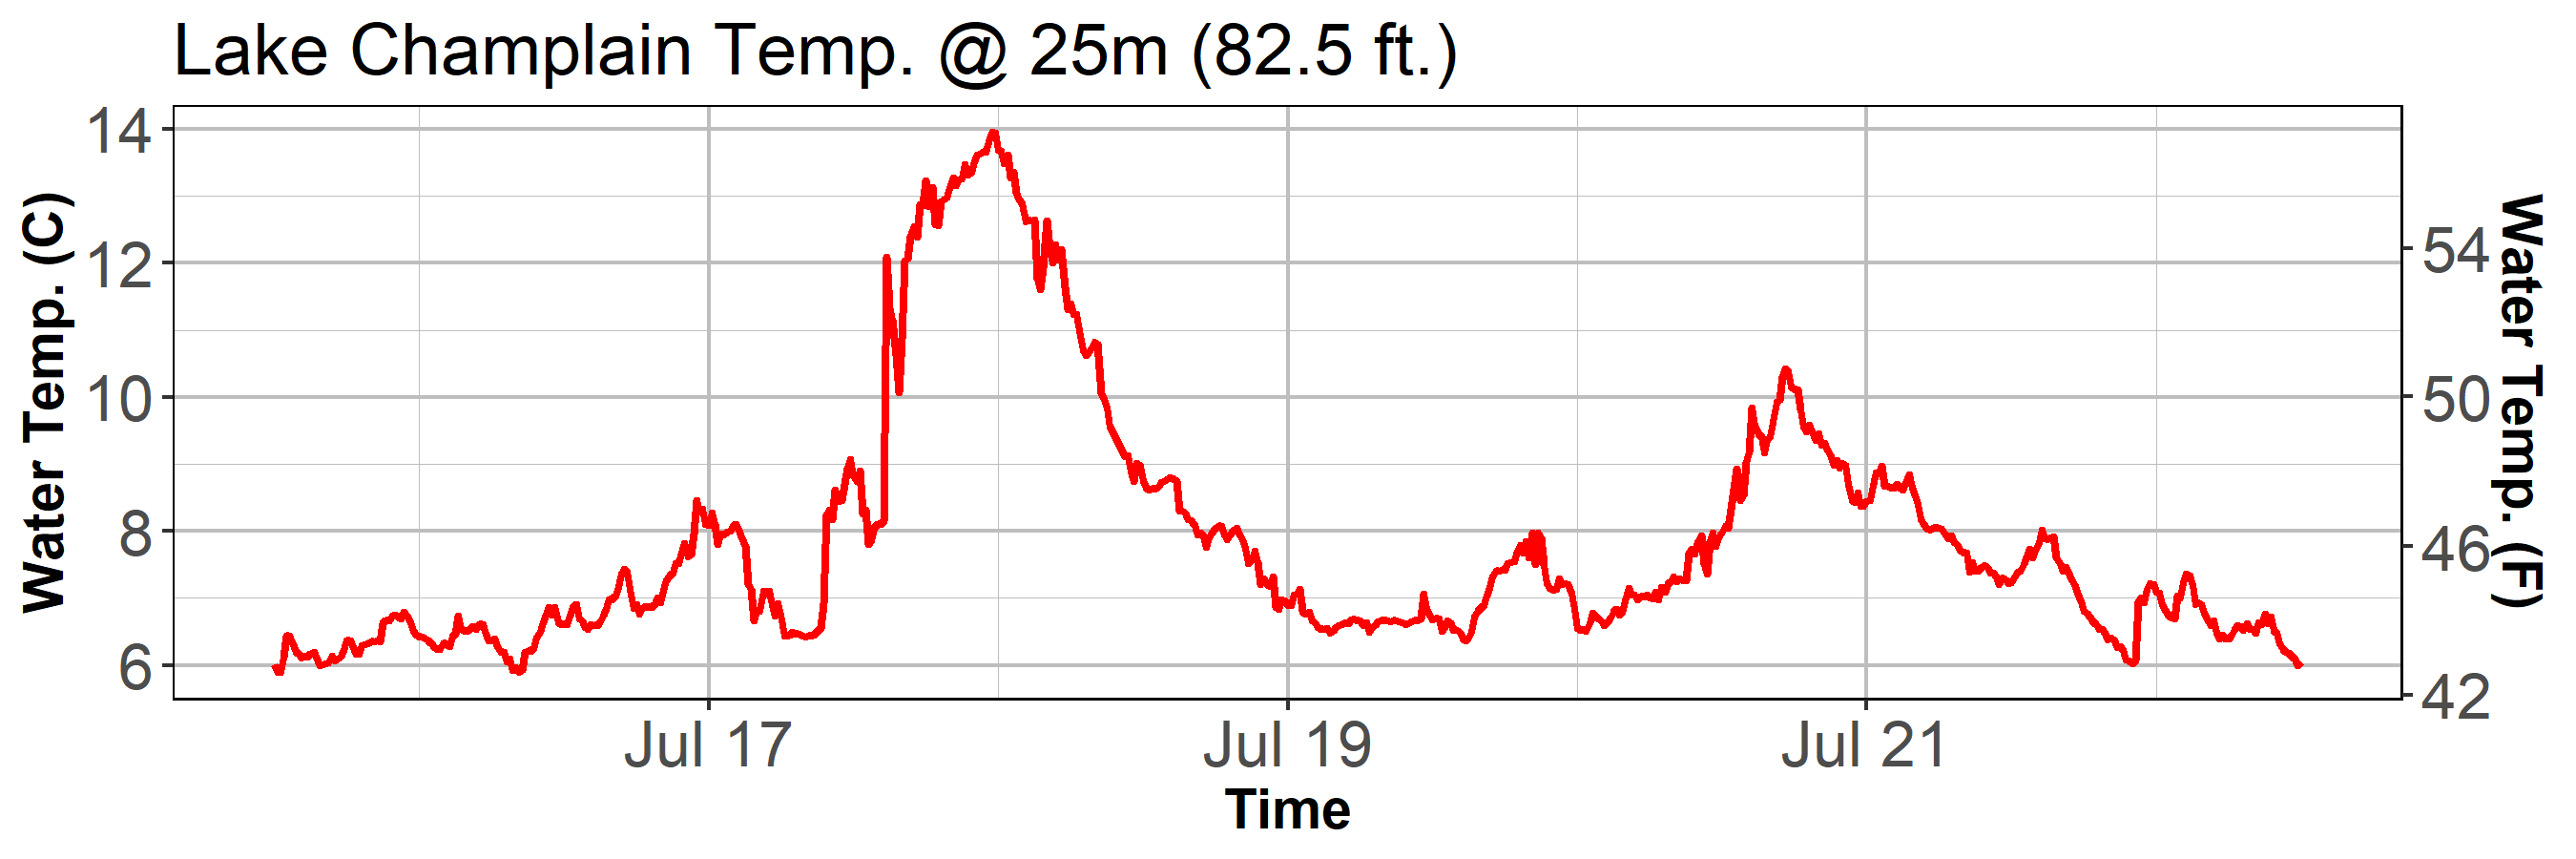 Lake Champlain Temp. @ 25m (82.5 ft.)
Water Temp. (C)
14
12
10
8
6
54
50
46
42
Water Temp. (F)
Jul 17
Jul 19
Jul 21
Time